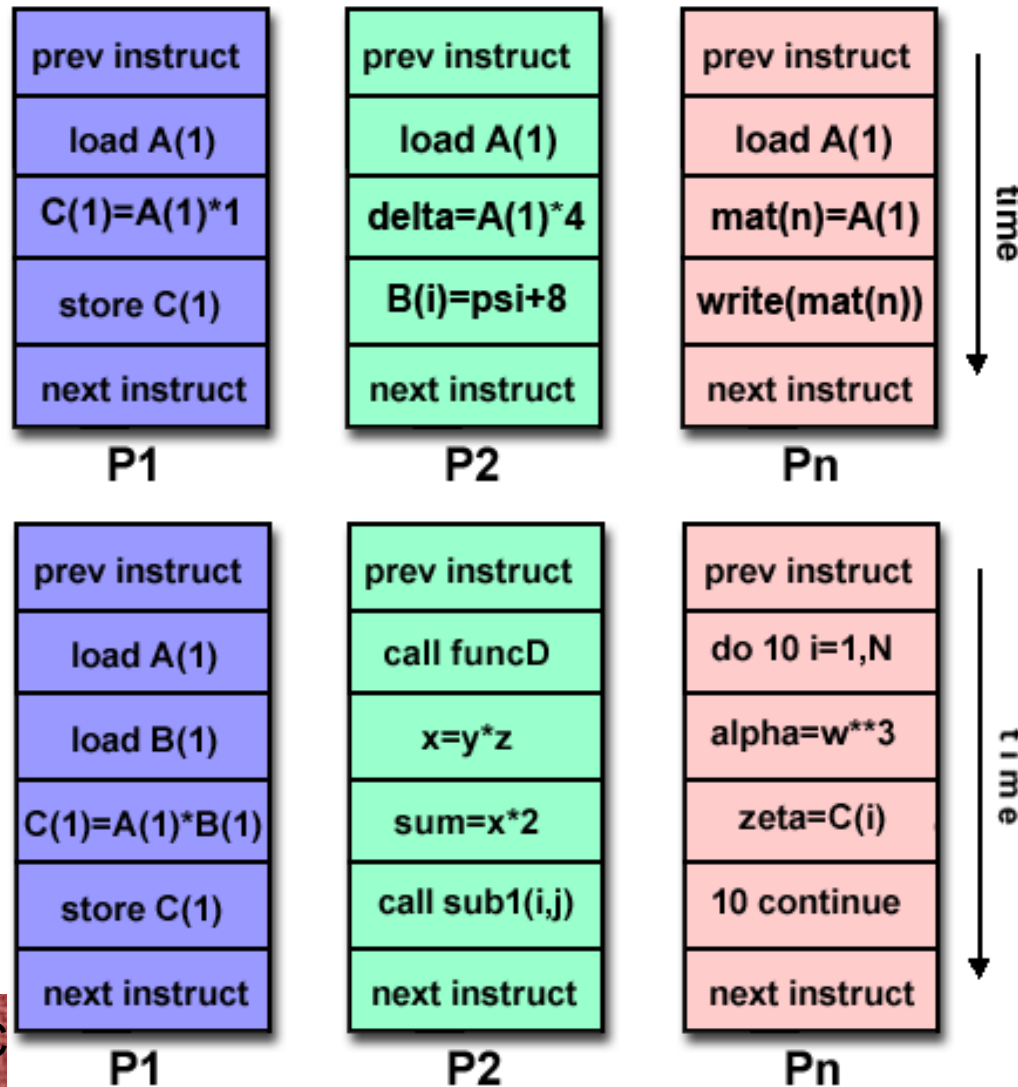 prev instruct
load A(1)
C(1)=A(1)*1
store C(1)
next instruct
P1
prev instruct
load A(1)
delta=A(1)*4
B(i)=psi+8
next instruct
P2
prev instruct
load A(1)
mat(n)=A(1)
write(mat(n))
next instruct
Pn
time
prev instruct
load A(1)
load B(1)
C(1)=A(1)*B(1)
store C(1)
next instruct
P1
prev instruct
call funcD
x=y*z
sum=x*2
call sub1(i,j)
next instruct
P2
prev instruct
do 10 i=1,N
alpha=w**3
zeta=C(i)
10 continue
next instruct
Pn
time